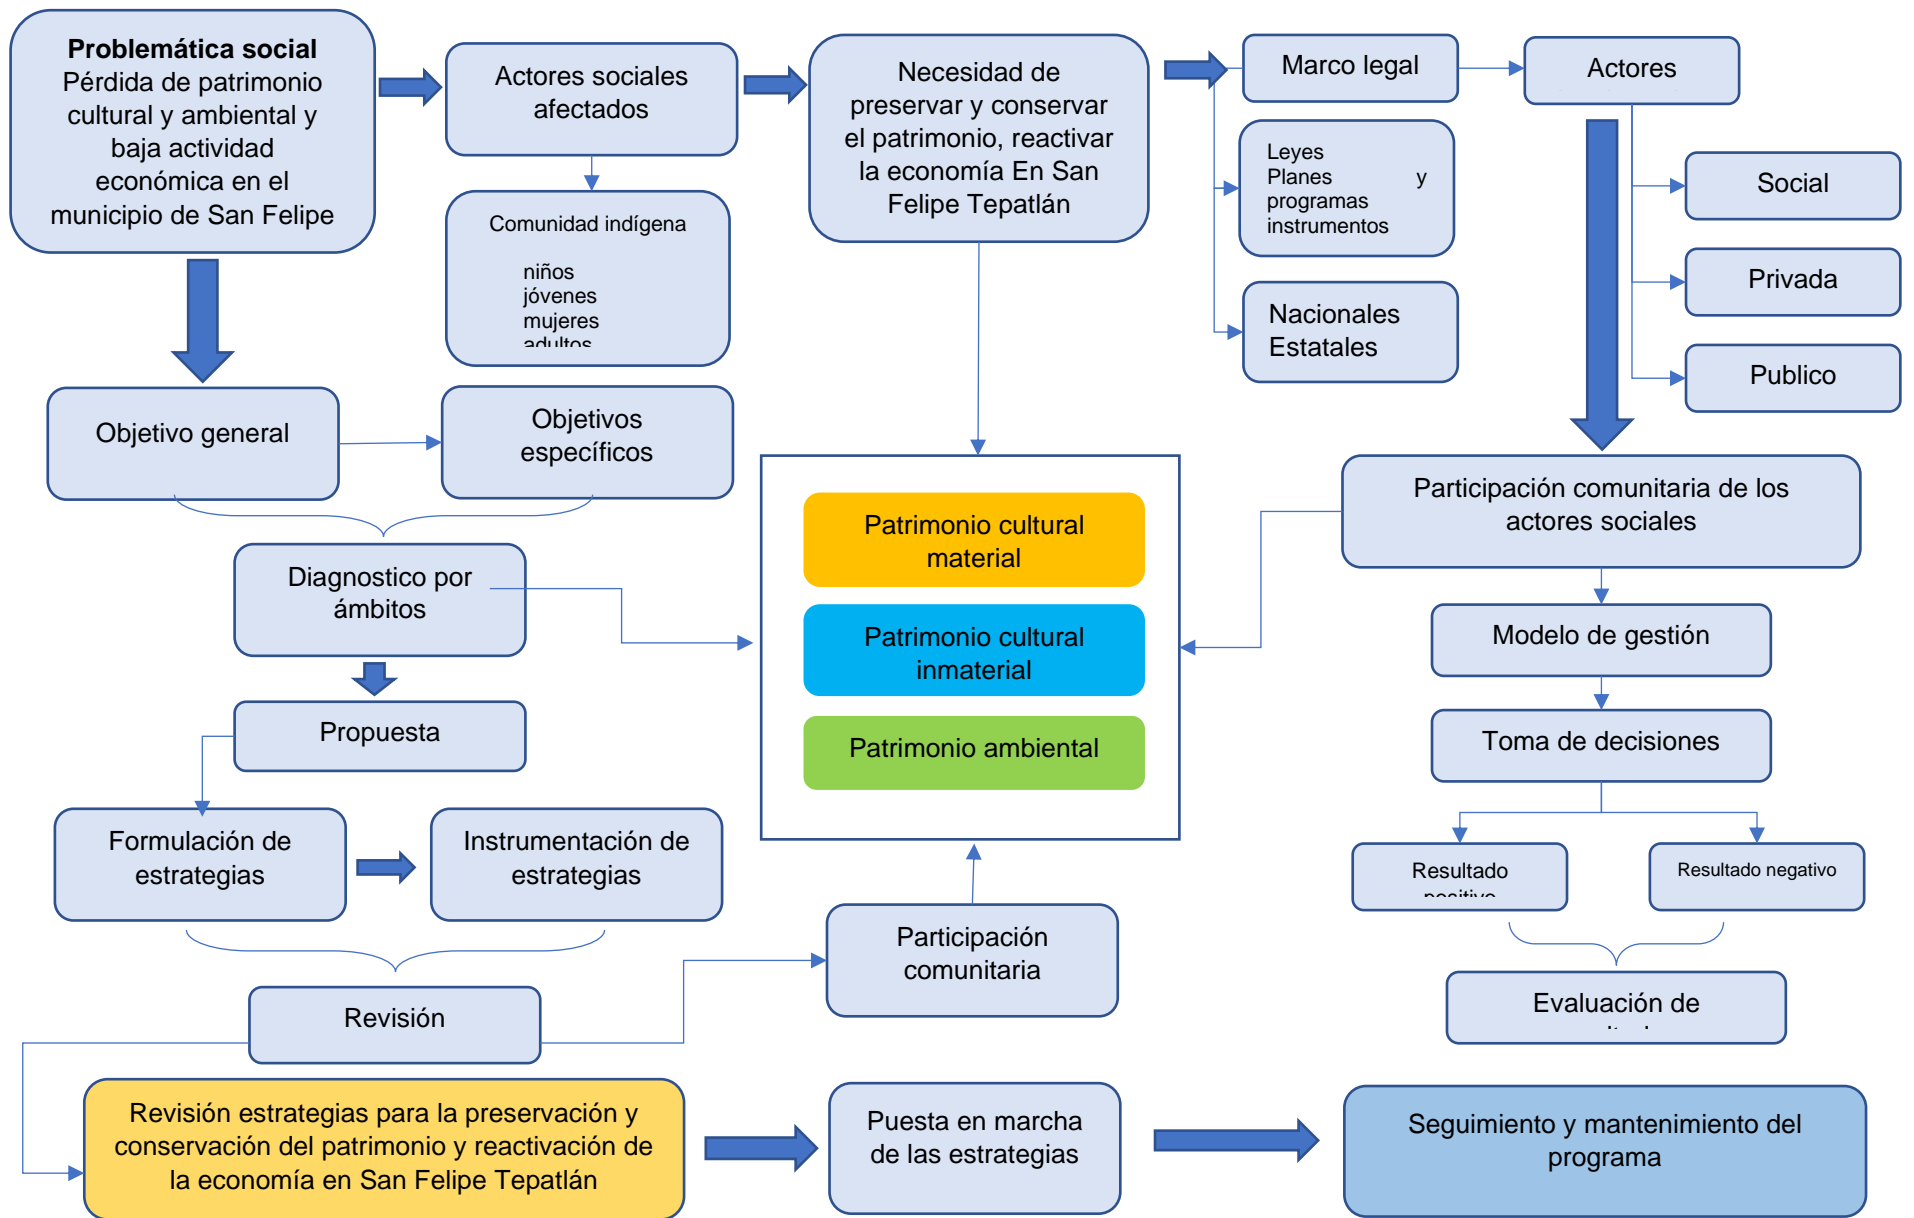 Problemática social
Pérdida de patrimonio
cultural y ambiental y
baja actividad
económica en el
municipio de San Felipe
Actores sociales
afectados
Comunidad indígena
niños
jóvenes
mujeres
adultos
Necesidad de
preservar y conservar
el patrimonio, reactivar
la economía En San
Felipe Tepatlán
Marco legal
Leyes
Planes y
programas
instrumentos
Nacionales
Estatales
Actores
Social
Privada
Publico
Objetivo general
Objetivos
específicos
Diagnostico por
ámbitos
Propuesta
Formulación de
estrategias
Instrumentación de
estrategias
Revisión
Patrimonio cultural
material
Patrimonio cultural
inmaterial
Patrimonio ambiental
Participación
comunitaria
Participación comunitaria de los
actores sociales
Modelo de gestión
Toma de decisiones
Resultado
positivo
Resultado negativo
Evaluación de
Revisión estrategias para la preservación y
conservación del patrimonio y reactivación de
la economía en San Felipe Tepatlán
Puesta en marcha
de las estrategias
Seguimiento y mantenimiento del
programa